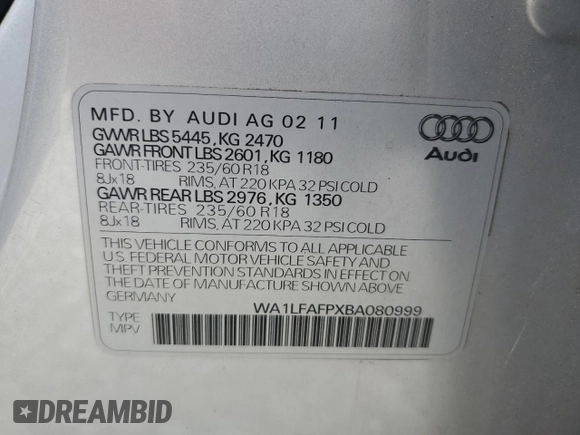 MFD. BY AUDI AG 02 11
GVWR LBS 5445, KG 2470
GAWR FRONT LBS 2601, KG 1180
FRONT-TIRES 235/60 R18
8Jx18 RIMS, AT 220 KPA 32 PSI COLD
GAWR REAR LBS 2976, KG 1350
REAR-TIRES 235/60 R18
8Jx18 RIMS, AT 220 KPA 32 PSI COLD
THIS VEHICLE CONFORMS TO ALL APPLICABLE
U.S. FEDERAL MOTOR VEHICLE SAFETY AND
THEFT PREVENTION STANDARDS IN EFFECT ON
THE DATE OF MANUFACTURE SHOWN ABOVE
GERMANY
WA1LFAFPXBA080999
TYPE
MPV
Audi
DREAMBID